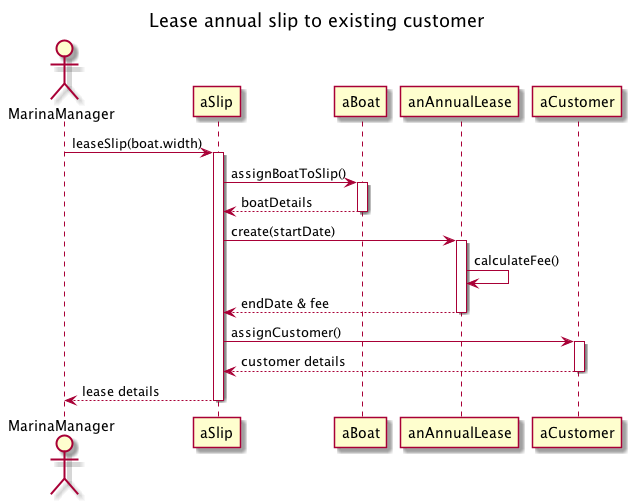 Lease annual slip to existing customer
MarinaManager
aSlip
aBoat
anAnnualLease
aCustomer
leaseSlip(boat.width)
assignBoatToSlip()
boatDetails
create(startDate)
calculateFee()
endDate & fee
assignCustomer()
customer details
lease details
MarinaManager
aSlip
aBoat
anAnnualLease
aCustomer